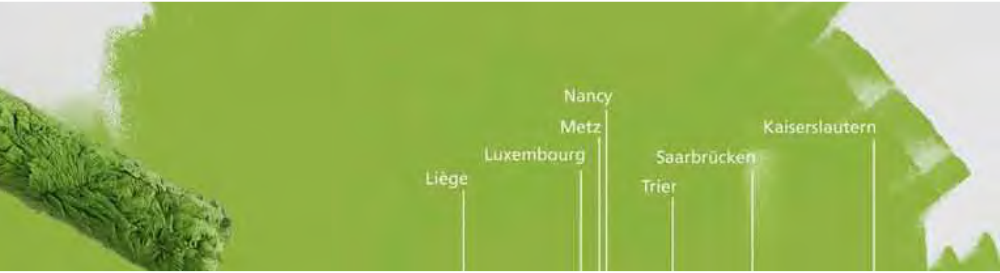 Nancy
Metz
Kaiserslautern
Luxembourg
Saarbrücken
Liège
Trier